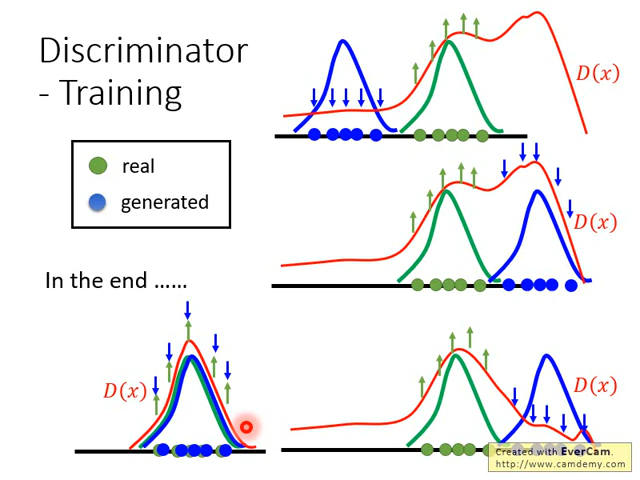 Discriminator
- Training
real
generated
In the end ……
D(x)
D(x)
D(x)
D(x)
Created with EverCam.
http://www.camdemy.com